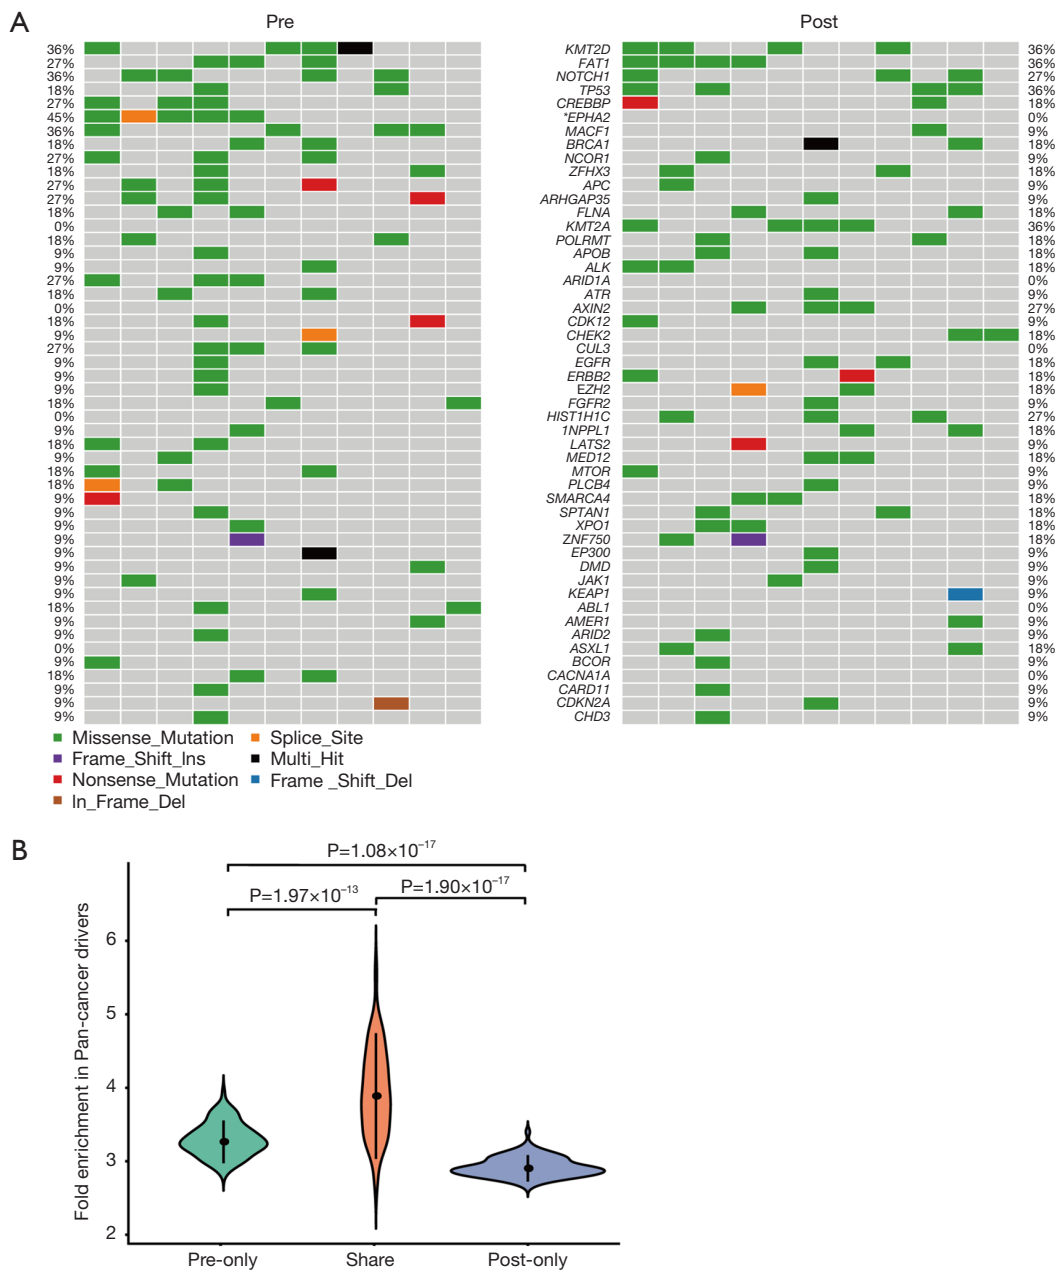 A
Pre
Post
36% KMT2D 36%
27% FAT1 36%
36% NOTCH1 27%
18% TP53 36%
27% CREBBP 18%
45% *EPHA2 0%
36% MACF1 9%
18% BRCA1 18%
27% NCOR1 9%
18% ZFHX3 18%
27% APC 9%
27% ARHGAP35 9%
18% FLNA 18%
0% KMT2A 36%
18% POLRMT 18%
9% APOB 18%
9% ALK 18%
27% ARID1A 0%
18% ATR 9%
0% AXIN2 27%
18% CDK12 9%
9% CHEK2 18%
27% CUL3 0%
9% EGFR 18%
9% ERBB2 18%
9% EZH2 18%
18% FGFR2 9%
0% HIST1H1C 27%
9% 1NPPL1 18%
18% LATS2 9%
9% MED12 18%
18% MTOR 9%
18% PLCB4 9%
9% SMARCA4 18%
9% SPTAN1 18%
9% XPO1 18%
9% ZNF750 18%
9% EP300 9%
9% DMD 9%
9% JAK1 9%
9% KEAP1 9%
18% ABL1 0%
9% AMER1 9%
9% ARID2 9%
0% ASXL1 18%
9% BCOR 9%
18% CACNA1A 0%
9% CARD11 9%
9% CDKN2A 9%
9% CHD3 9%
Missense_Mutation Splice_Site
Frame_Shift_Ins Multi_Hit
Nonsense_Mutation Frame _Shift_Del
In_Frame_Del
B
P=1.08×10⁻¹⁷
P=1.97×10⁻¹³
P=1.90×10⁻¹⁷
Fold enrichment in Pan-cancer drivers
6
5
4
3
2
Pre-only Share Post-only